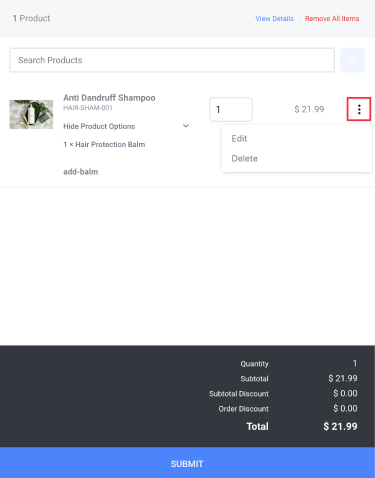 1 Product
View Details
Remove All Items
Search Products
Anti Dandruff Shampoo
HAIR-SHAM-001
1
$ 21.99
Hide Product Options
1 × Hair Protection Balm
add-balm
Edit
Delete
Quantity 1
Subtotal $ 21.99
Subtotal Discount $ 0.00
Order Discount $ 0.00
Total $ 21.99
SUBMIT